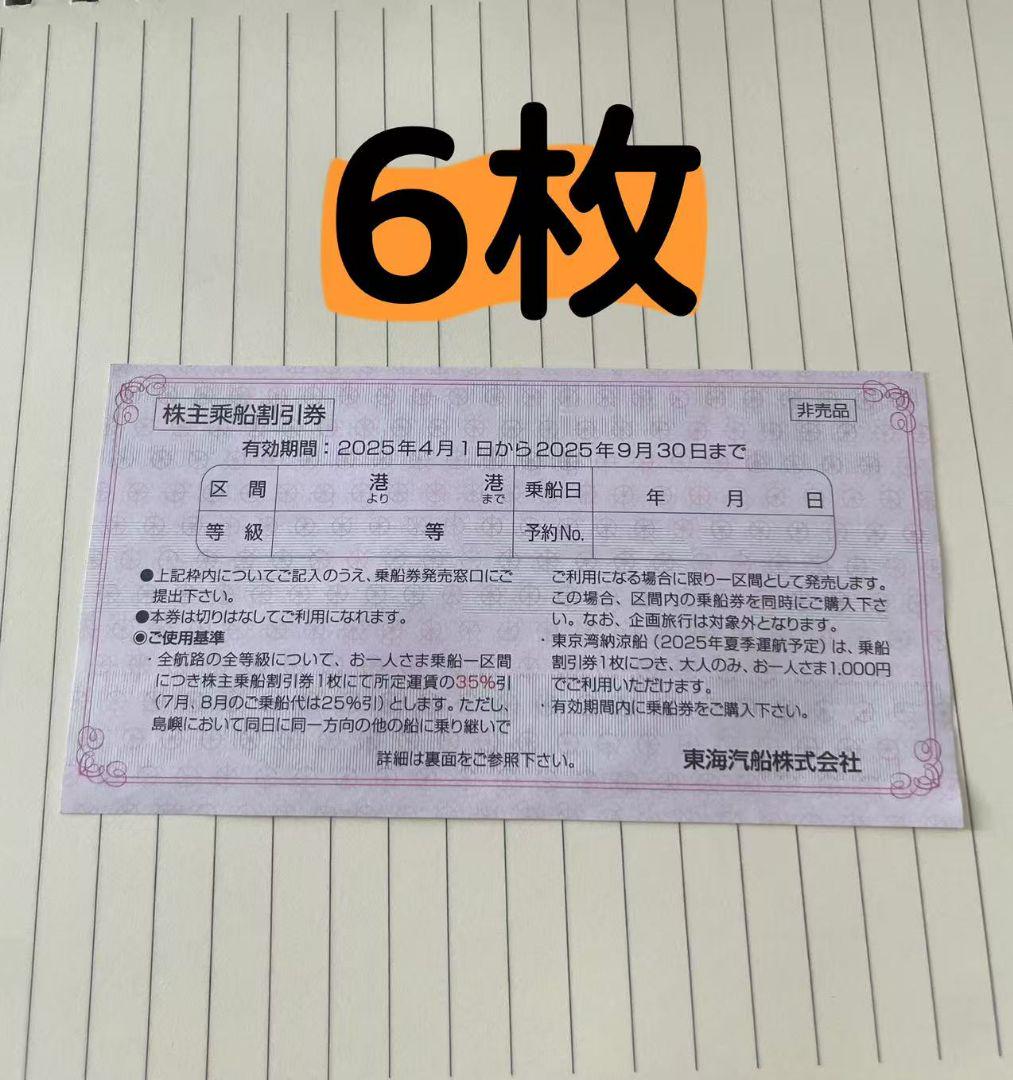 6枚
株主乗船割引券
非売品
有効期間：2025年4月1日から2025年9月30日まで
区間 港より 港まで 乗船日 年 月 日
等級 等 予約No.
●上記枠内についてご記入のうえ、乗船券発売窓口にご
提出下さい。
●本券は切りはなしてご利用になれます。
◉ご使用基準
・全航路の全等級について、お一人さま乗船一区間
につき株主乗船割引券1枚にて所定運賃の35%引
（7月、8月のご乗船代は25%引）とします。ただし、
島嶼において同日に同一方向の他の船に乗り継いで
ご利用になる場合に限り一区間として発売します。
この場合、区間内の乗船券を同時にご購入下さ
い。なお、企画旅行は対象外となります。
・東京湾納涼船（2025年夏季運航予定）は、乗船
割引券1枚につき、大人のみ、お一人さま1,000円
でご利用いただけます。
・有効期間内に乗船券をご購入下さい。
詳細は裏面をご参照下さい。
東海汽船株式会社